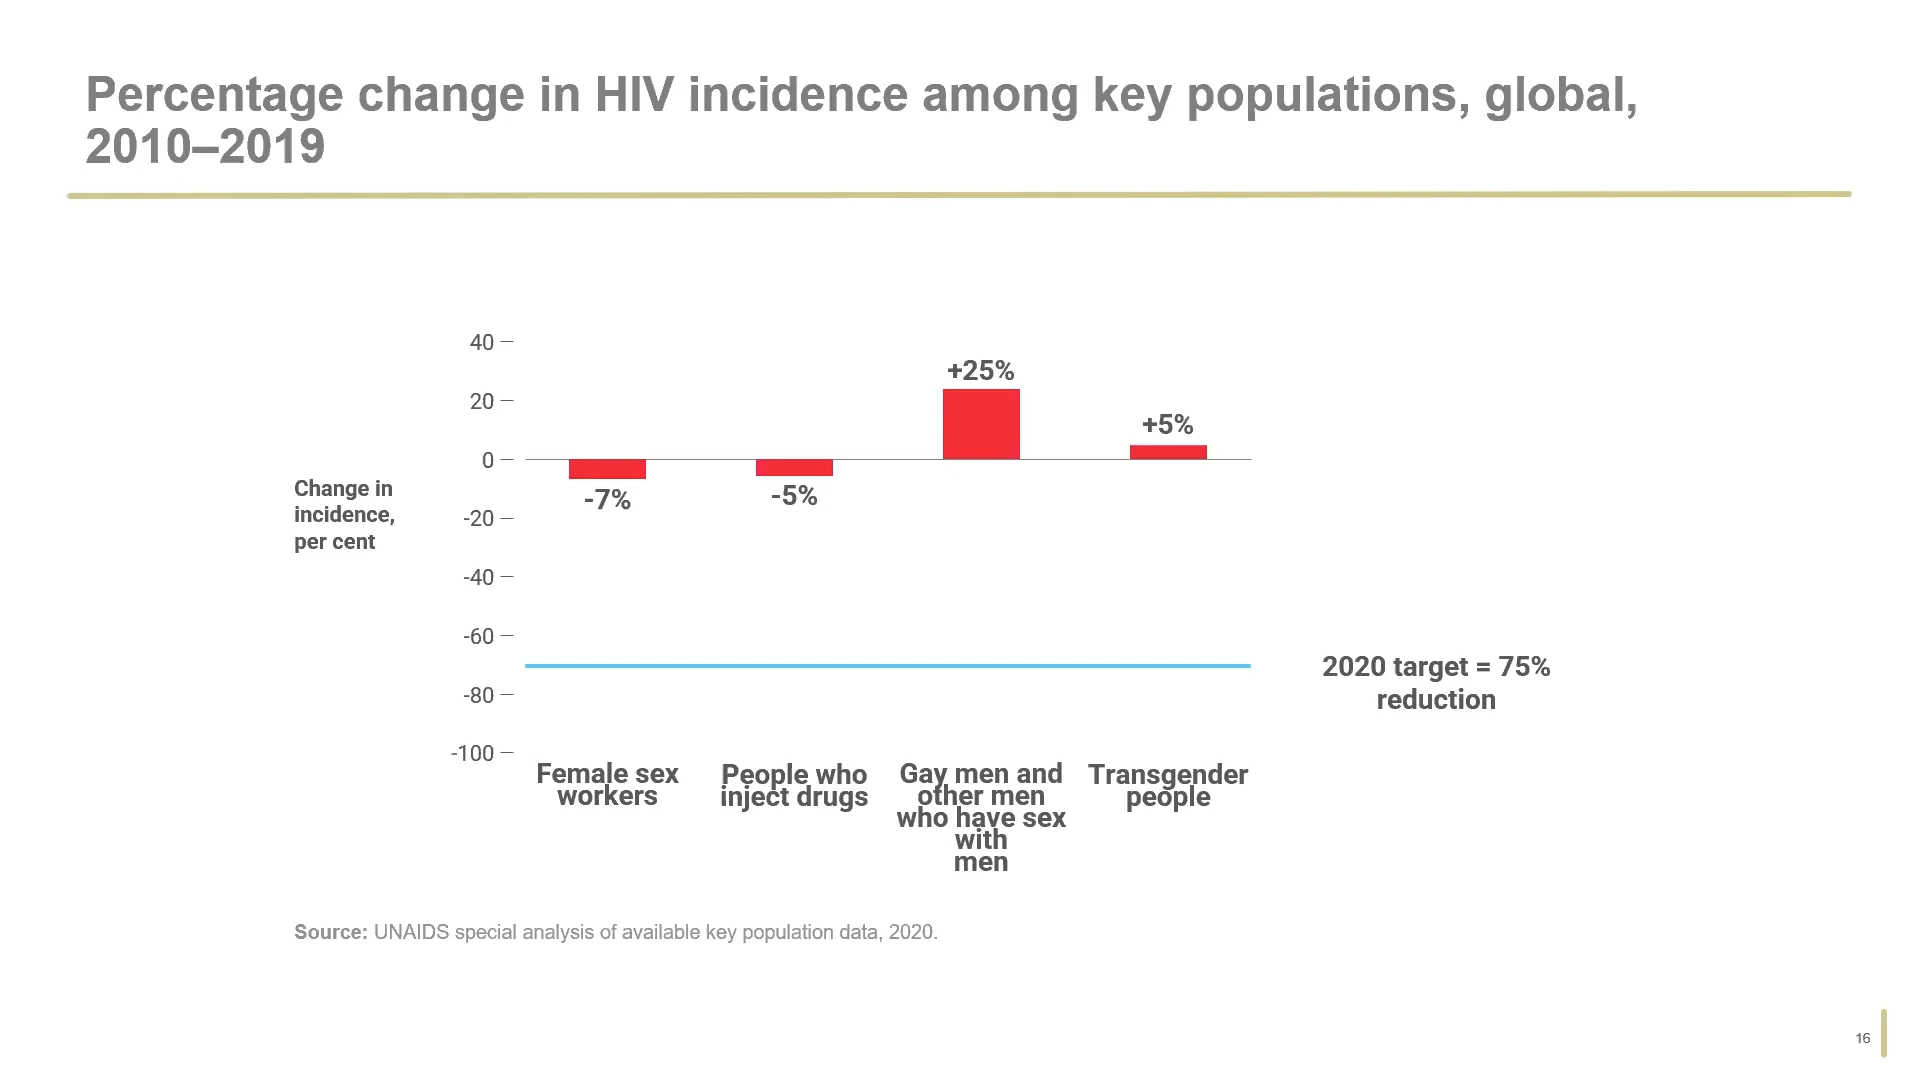 Percentage change in HIV incidence among key populations, global,
2010–2019
40
20
0
-20
-40
-60
-80
-100
Change in
incidence,
per cent
-7%
-5%
+25%
+5%
2020 target = 75%
reduction
Female sex
workers
People who
inject drugs
Gay men and
other men
who have sex
with
men
Transgender
people
Source: UNAIDS special analysis of available key population data, 2020.
16